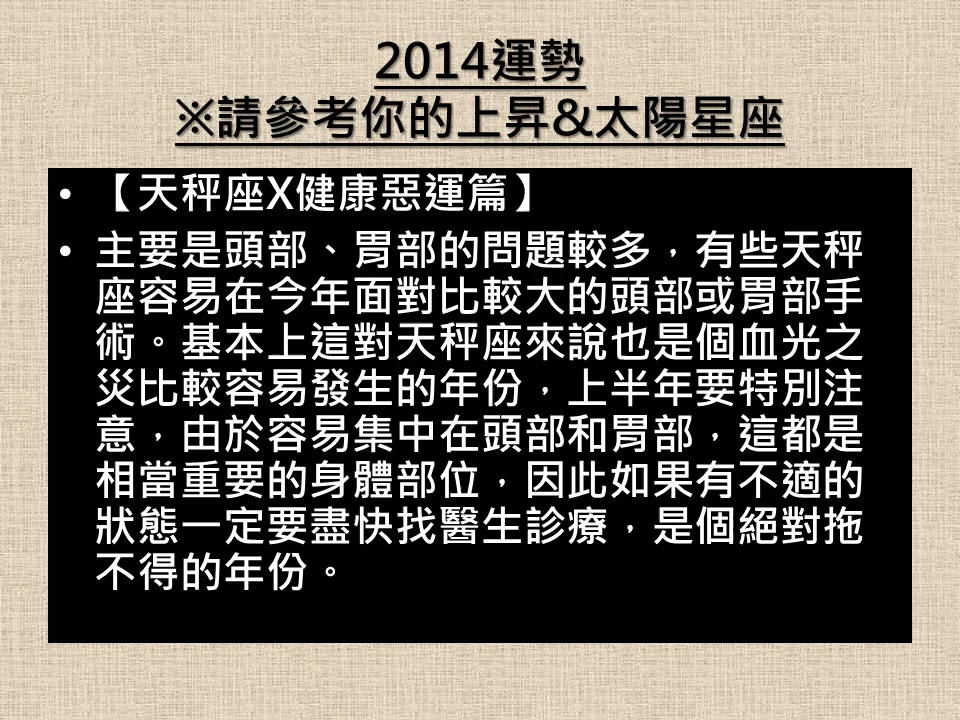 2014運勢
※請參考你的上昇&太陽星座
• 【天秤座X健康惡運篇】
• 主要是頭部、胃部的問題較多，有些天秤
座容易在今年面對比較大的頭部或胃部手
術。基本上這對天秤座來說也是個血光之
災比較容易發生的年份，上半年要特別注
意，由於容易集中在頭部和胃部，這都是
相當重要的身體部位，因此如果有不適的
狀態一定要盡快找醫生診療，是個絕對拖
不得的年份。